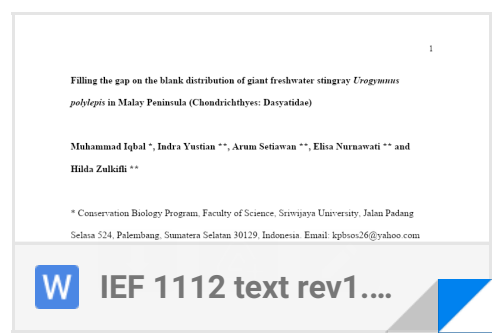 1
Filling the gap on the blank distribution of giant freshwater stingray Urogymnus
polylepis in Malay Peninsula (Chondrichthyes: Dasyatidae)
Muhammad Iqbal *, Indra Yustian **, Arum Setiawan **, Elisa Nurnawati ** and
Hilda Zulkifli **
* Conservation Biology Program, Faculty of Science, Sriwijaya University, Jalan Padang
Selasa 524, Palembang, Sumatera Selatan 30129, Indonesia. Email: kpbsos26@yahoo.com
W IEF 1112 text rev1....